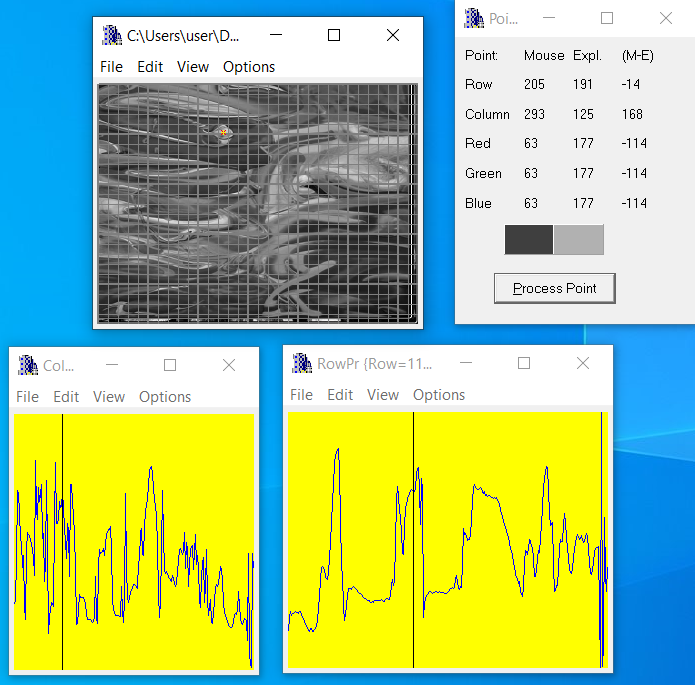 C:\Users\user\D...
File Edit View Options
Poi...
Point: Mouse Expl. (M-E)
Row 205 191 -14
Column 293 125 168
Red 63 177 -114
Green 63 177 -114
Blue 63 177 -114
Process Point
Col...
File Edit View Options
RowPr {Row=11...
File Edit View Options